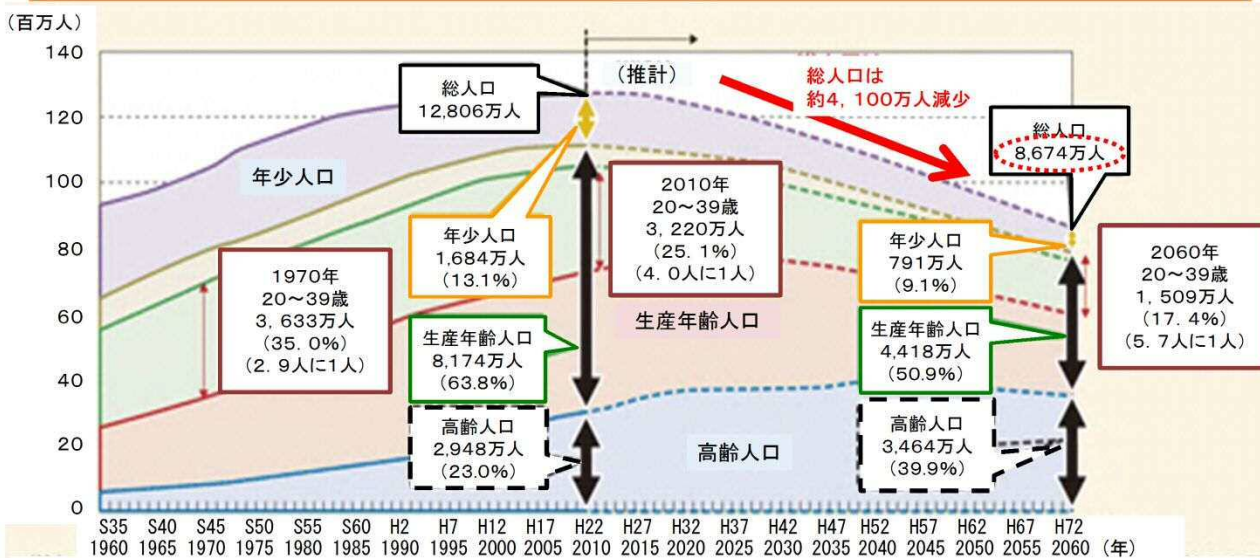 (百万人)
140
120
100
80
60
40
20
0
(推計)
総人口は
約4,100万人減少
総人口
12,806万人
総人口
8,674万人
年少人口
1970年
20～39歳
3,633万人
(35.0%)
(2.9人に1人)
年少人口
1,684万人
(13.1%)
2010年
20～39歳
3,220万人
(25.1%)
(4.0人に1人)
年少人口
791万人
(9.1%)
2060年
20～39歳
1,509万人
(17.4%)
(5.7人に1人)
生産年齢人口
8,174万人
(63.8%)
生産年齢人口
生産年齢人口
4,418万人
(50.9%)
高齢人口
2,948万人
(23.0%)
高齢人口
高齢人口
3,464万人
(39.9%)
S35 S40 S45 S50 S55 S60 H2 H7 H12 H17 H22 H27 H32 H37 H42 H47 H52 H57 H62 H67 H72 (年)
1960 1965 1970 1975 1980 1985 1990 1995 2000 2005 2010 2015 2020 2025 2030 2035 2040 2045 2050 2055 2060